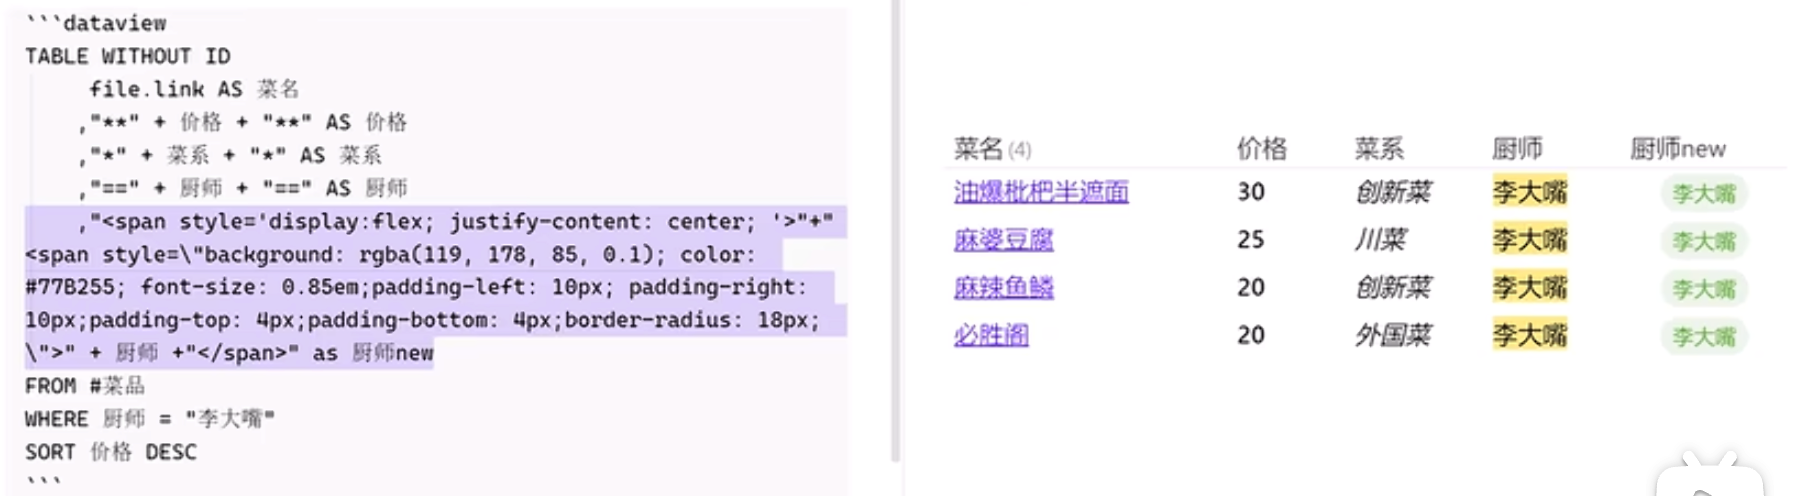 ```dataview
TABLE WITHOUT ID
file.link AS 菜名
,"**" + 价格 + "**" AS 价格
,"*" + 菜系 + "*" AS 菜系
,"==" + 厨师 + "==" AS 厨师
,"<span style='display:flex; justify-content: center; '>"+"
<span style=\"background: rgba(119, 178, 85, 0.1); color:
#77B255; font-size: 0.85em;padding-left: 10px; padding-right:
10px;padding-top: 4px;padding-bottom: 4px;border-radius: 18px;
\">" + 厨师 +"</span>" as 厨师new
FROM #菜品
WHERE 厨师 = "李大嘴"
SORT 价格 DESC
```
菜名 (4) 价格 菜系 厨师 厨师new
油爆枇杷半遮面 30 创新菜 李大嘴 李大嘴
麻婆豆腐 25 川菜 李大嘴 李大嘴
麻辣鱼鳞 20 创新菜 李大嘴 李大嘴
必胜阁 20 外国菜 李大嘴 李大嘴